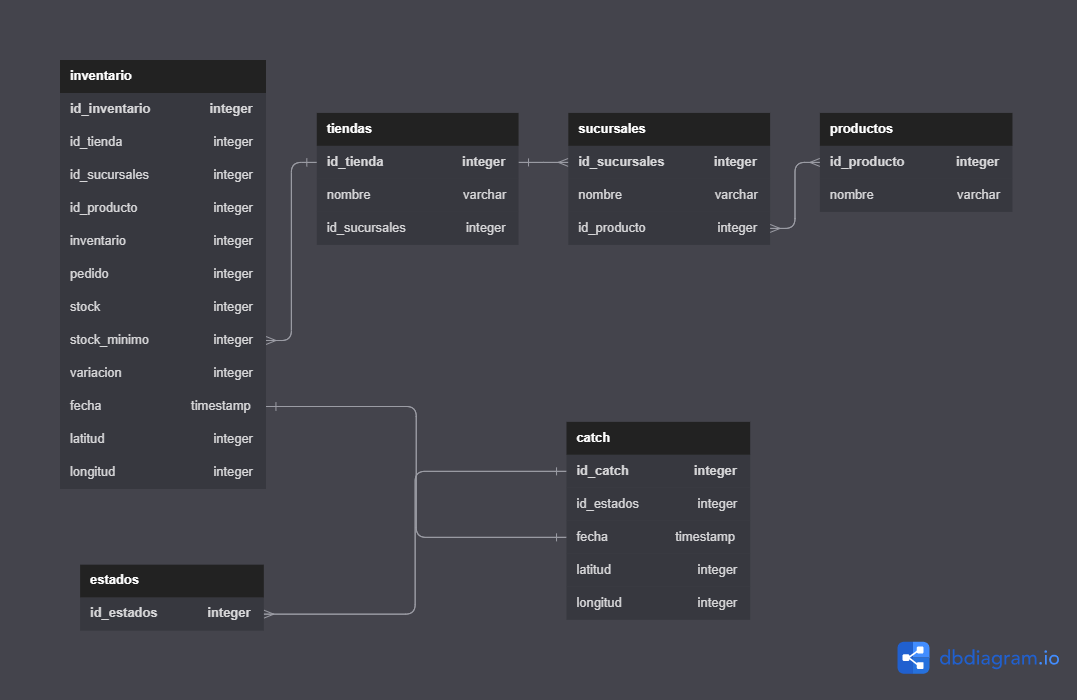 inventario
id_inventario integer
id_tienda integer
id_sucursales integer
id_producto integer
inventario integer
pedido integer
stock integer
stock_minimo integer
variacion integer
fecha timestamp
latitud integer
longitud integer
tiendas
id_tienda integer
nombre varchar
id_sucursales integer
sucursales
id_sucursales integer
nombre varchar
id_producto integer
productos
id_producto integer
nombre varchar
catch
id_catch integer
id_estados integer
fecha timestamp
latitud integer
longitud integer
estados
id_estados integer
dbdiagram.io